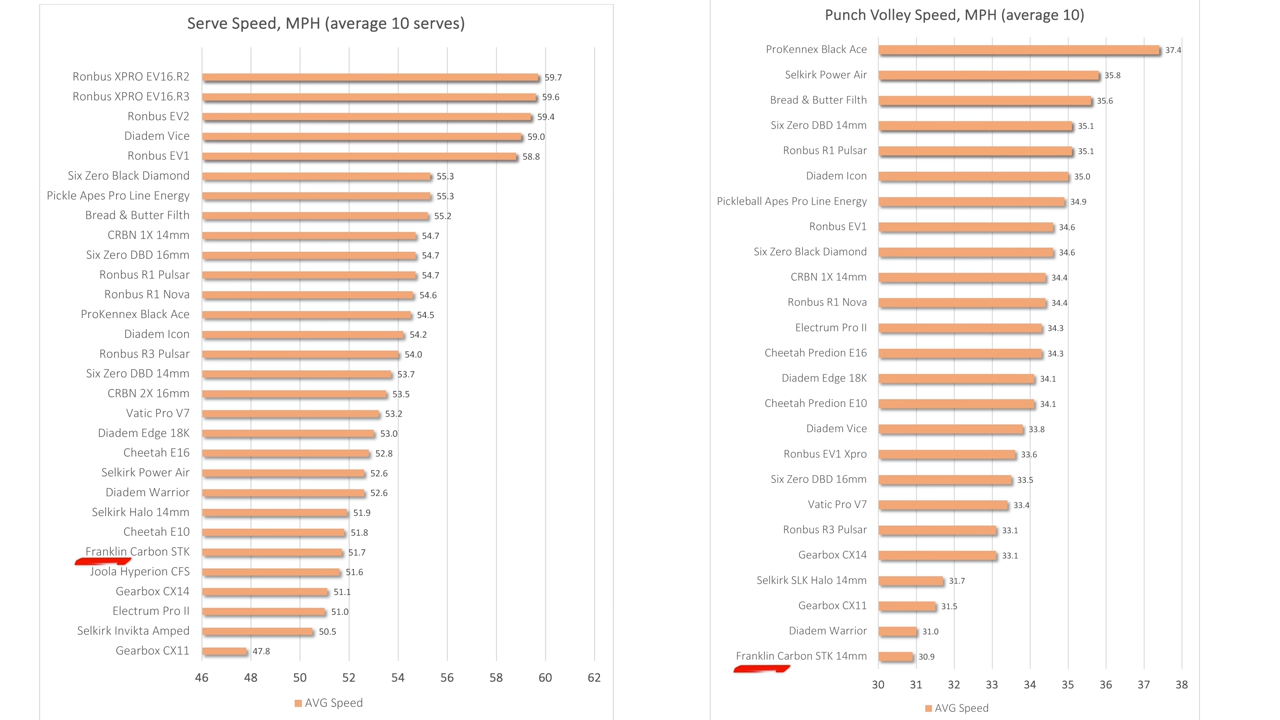 Serve Speed, MPH (average 10 serves)
Ronbus XPRO EV16.R2 59.7
Ronbus XPRO EV16.R3 59.6
Ronbus EV2 59.4
Diadem Vice 59.0
Ronbus EV1 58.8
Six Zero Black Diamond 55.3
Pickle Apes Pro Line Energy 55.3
Bread & Butter Filth 55.2
CRBN 1X 14mm 54.7
Six Zero DBD 16mm 54.7
Ronbus R1 Pulsar 54.7
Ronbus R1 Nova 54.6
ProKennex Black Ace 54.5
Diadem Icon 54.2
Ronbus R3 Pulsar 54.0
Six Zero DBD 14mm 53.7
CRBN 2X 16mm 53.5
Vatic Pro V7 53.2
Diadem Edge 18K 53.0
Cheetah E16 52.8
Selkirk Power Air 52.6
Diadem Warrior 52.6
Selkirk Halo 14mm 51.9
Cheetah E10 51.8
Franklin Carbon STK 51.7
Joola Hyperion CFS 51.6
Gearbox CX14 51.1
Electrum Pro II 51.0
Selkirk Invikta Amped 50.5
Gearbox CX11 47.8
46 48 50 52 54 56 58 60 62
AVG Speed
Punch Volley Speed, MPH (average 10)
ProKennex Black Ace 37.4
Selkirk Power Air 35.8
Bread & Butter Filth 35.6
Six Zero DBD 14mm 35.1
Ronbus R1 Pulsar 35.1
Diadem Icon 35.0
Pickleball Apes Pro Line Energy 34.9
Ronbus EV1 34.6
Six Zero Black Diamond 34.6
CRBN 1X 14mm 34.4
Ronbus R1 Nova 34.4
Electrum Pro II 34.3
Cheetah Predion E16 34.3
Diadem Edge 18K 34.1
Cheetah Predion E10 34.1
Diadem Vice 33.8
Ronbus EV1 Xpro 33.6
Six Zero DBD 16mm 33.5
Vatic Pro V7 33.4
Ronbus R3 Pulsar 33.1
Gearbox CX14 33.1
Selkirk SLK Halo 14mm 31.7
Gearbox CX11 31.5
Diadem Warrior 31.0
Franklin Carbon STK 14mm 30.9
30 31 32 33 34 35 36 37 38
AVG Speed